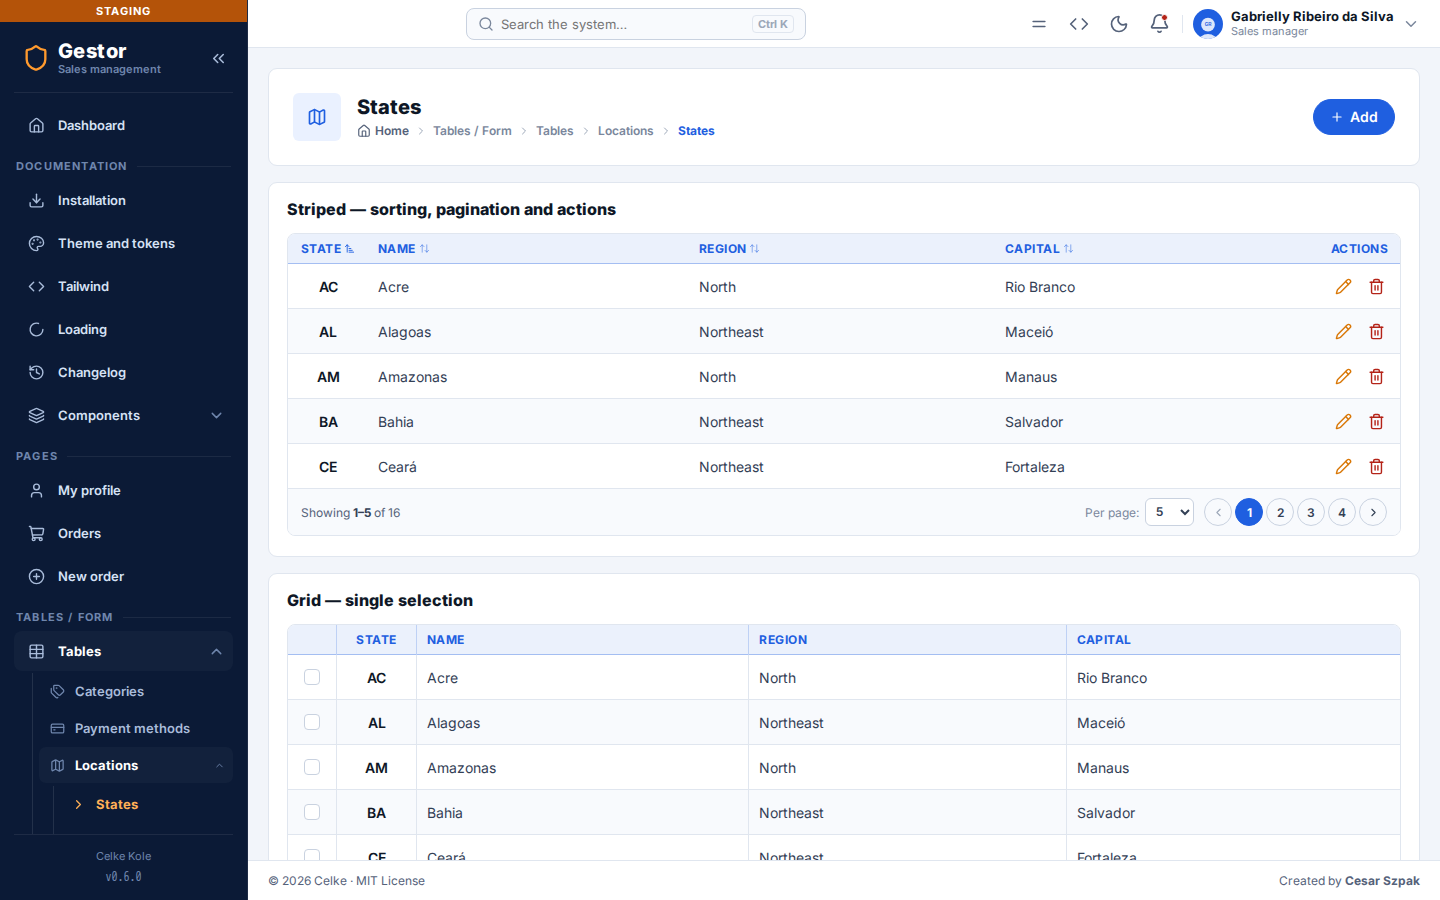 STAGING
Gestor
Sales management
Dashboard
DOCUMENTATION
Installation
Theme and tokens
Tailwind
Loading
Changelog
Components
PAGES
My profile
Orders
New order
TABLES / FORM
Tables
Categories
Payment methods
Locations
States
Celke Kole
v0.6.0
Search the system... Ctrl K
GR
Gabrielly Ribeiro da Silva
Sales manager
States
Home Tables / Form Tables Locations States
Add
Striped — sorting, pagination and actions
STATE NAME REGION CAPITAL ACTIONS
AC Acre North Rio Branco
AL Alagoas Northeast Maceió
AM Amazonas North Manaus
BA Bahia Northeast Salvador
CE Ceará Northeast Fortaleza
Showing 1–5 of 16 Per page: 5 1 2 3 4
Grid — single selection
STATE NAME REGION CAPITAL
AC Acre North Rio Branco
AL Alagoas Northeast Maceió
AM Amazonas North Manaus
BA Bahia Northeast Salvador
CE Ceará Northeast Fortaleza
© 2026 Celke · MIT License Created by Cesar Szpak